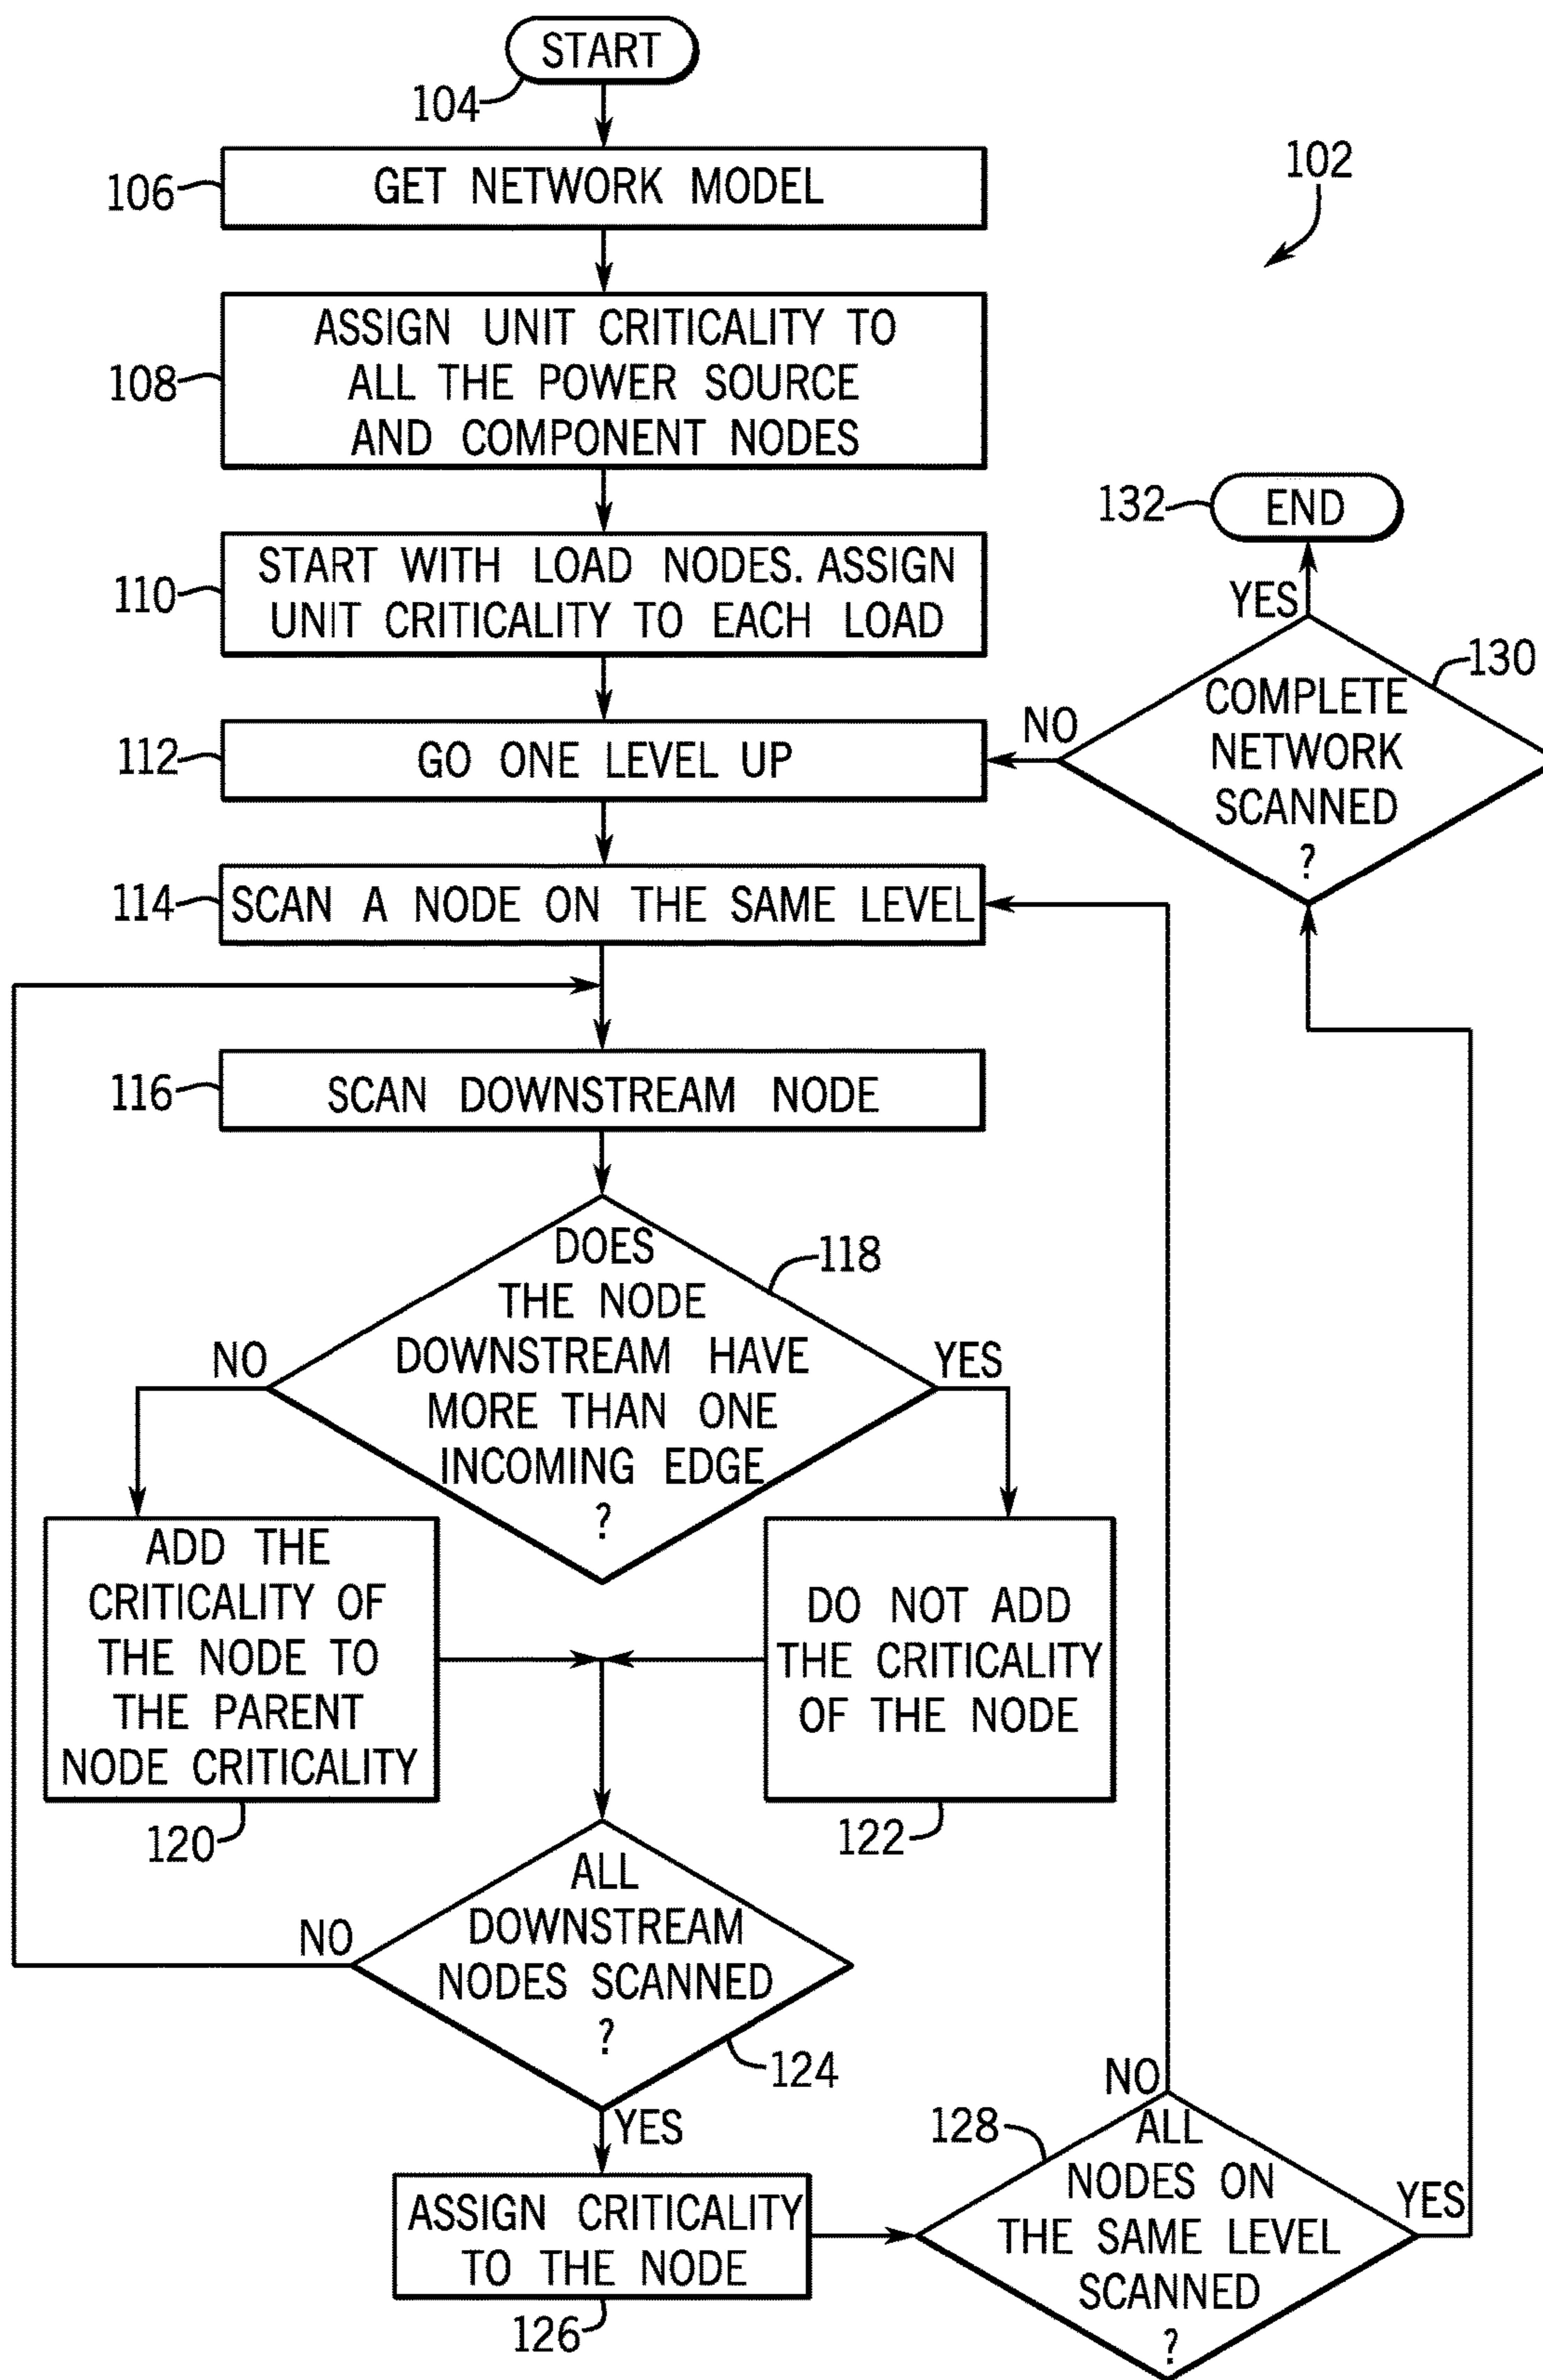 START
104
102
106
GET NETWORK MODEL
ASSIGN UNIT CRITICALITY TO
ALL THE POWER SOURCE
AND COMPONENT NODES
108
132
END
START WITH LOAD NODES. ASSIGN
UNIT CRITICALITY TO EACH LOAD
110
YES
130
COMPLETE
NETWORK
SCANNED
?
NO
112
GO ONE LEVEL UP
114
SCAN A NODE ON THE SAME LEVEL
116
SCAN DOWNSTREAM NODE
118
DOES
THE NODE
DOWNSTREAM HAVE
MORE THAN ONE
INCOMING EDGE
?
NO
YES
ADD THE
CRITICALITY OF
THE NODE TO
THE PARENT
NODE CRITICALITY
120
DO NOT ADD
THE CRITICALITY
OF THE NODE
122
ALL
DOWNSTREAM
NODES SCANNED
?
NO
124
YES
ASSIGN CRITICALITY
TO THE NODE
126
NO
128
ALL
NODES ON
THE SAME LEVEL
SCANNED
?
YES